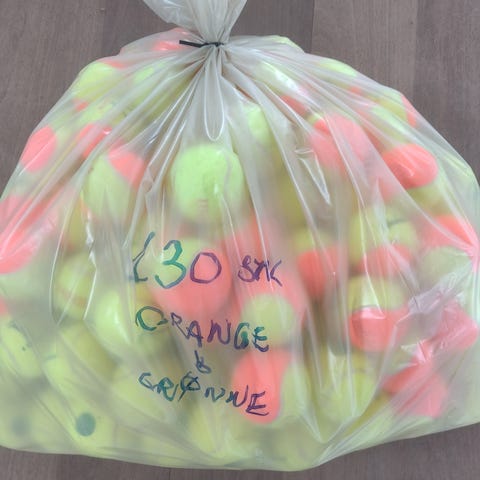 130 STK
ORANGE
&
GRØNNE